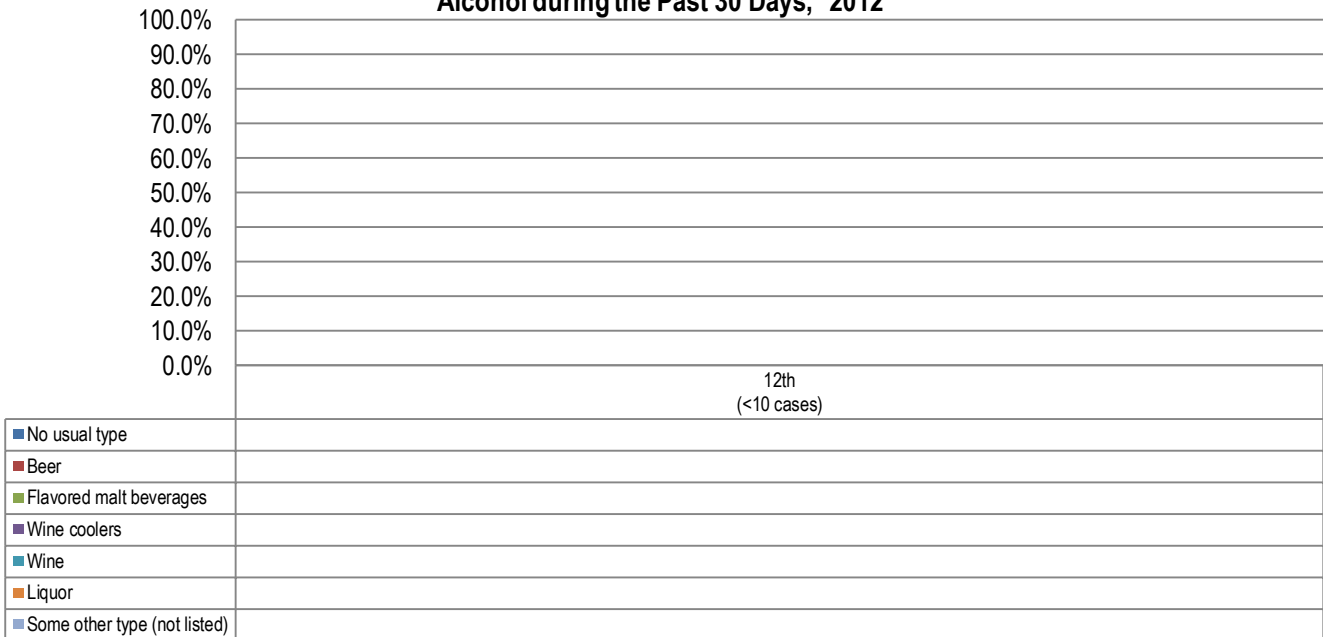 Alcohol during the Past 30 Days," 2012
100.0%
90.0%
80.0%
70.0%
60.0%
50.0%
40.0%
30.0%
20.0%
10.0%
0.0%
12th
(<10 cases)
No usual type
Beer
Flavored malt beverages
Wine coolers
Wine
Liquor
Some other type (not listed)